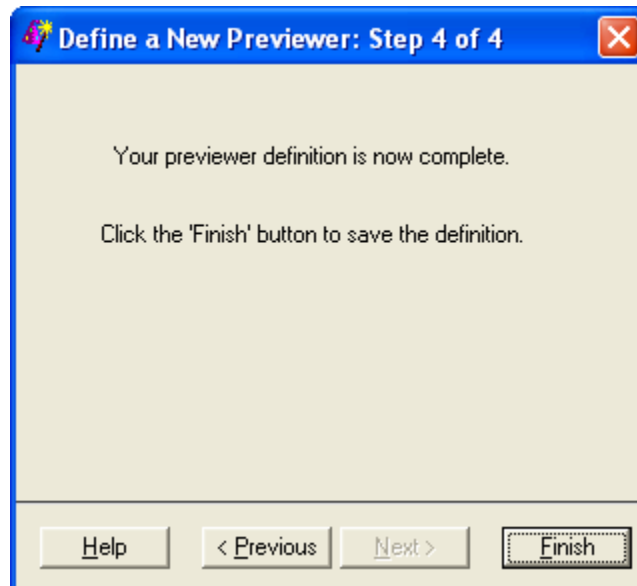 Define a New Previewer: Step 4 of 4
Your previewer definition is now complete.
Click the 'Finish' button to save the definition.
Help
< Previous
Next >
Finish